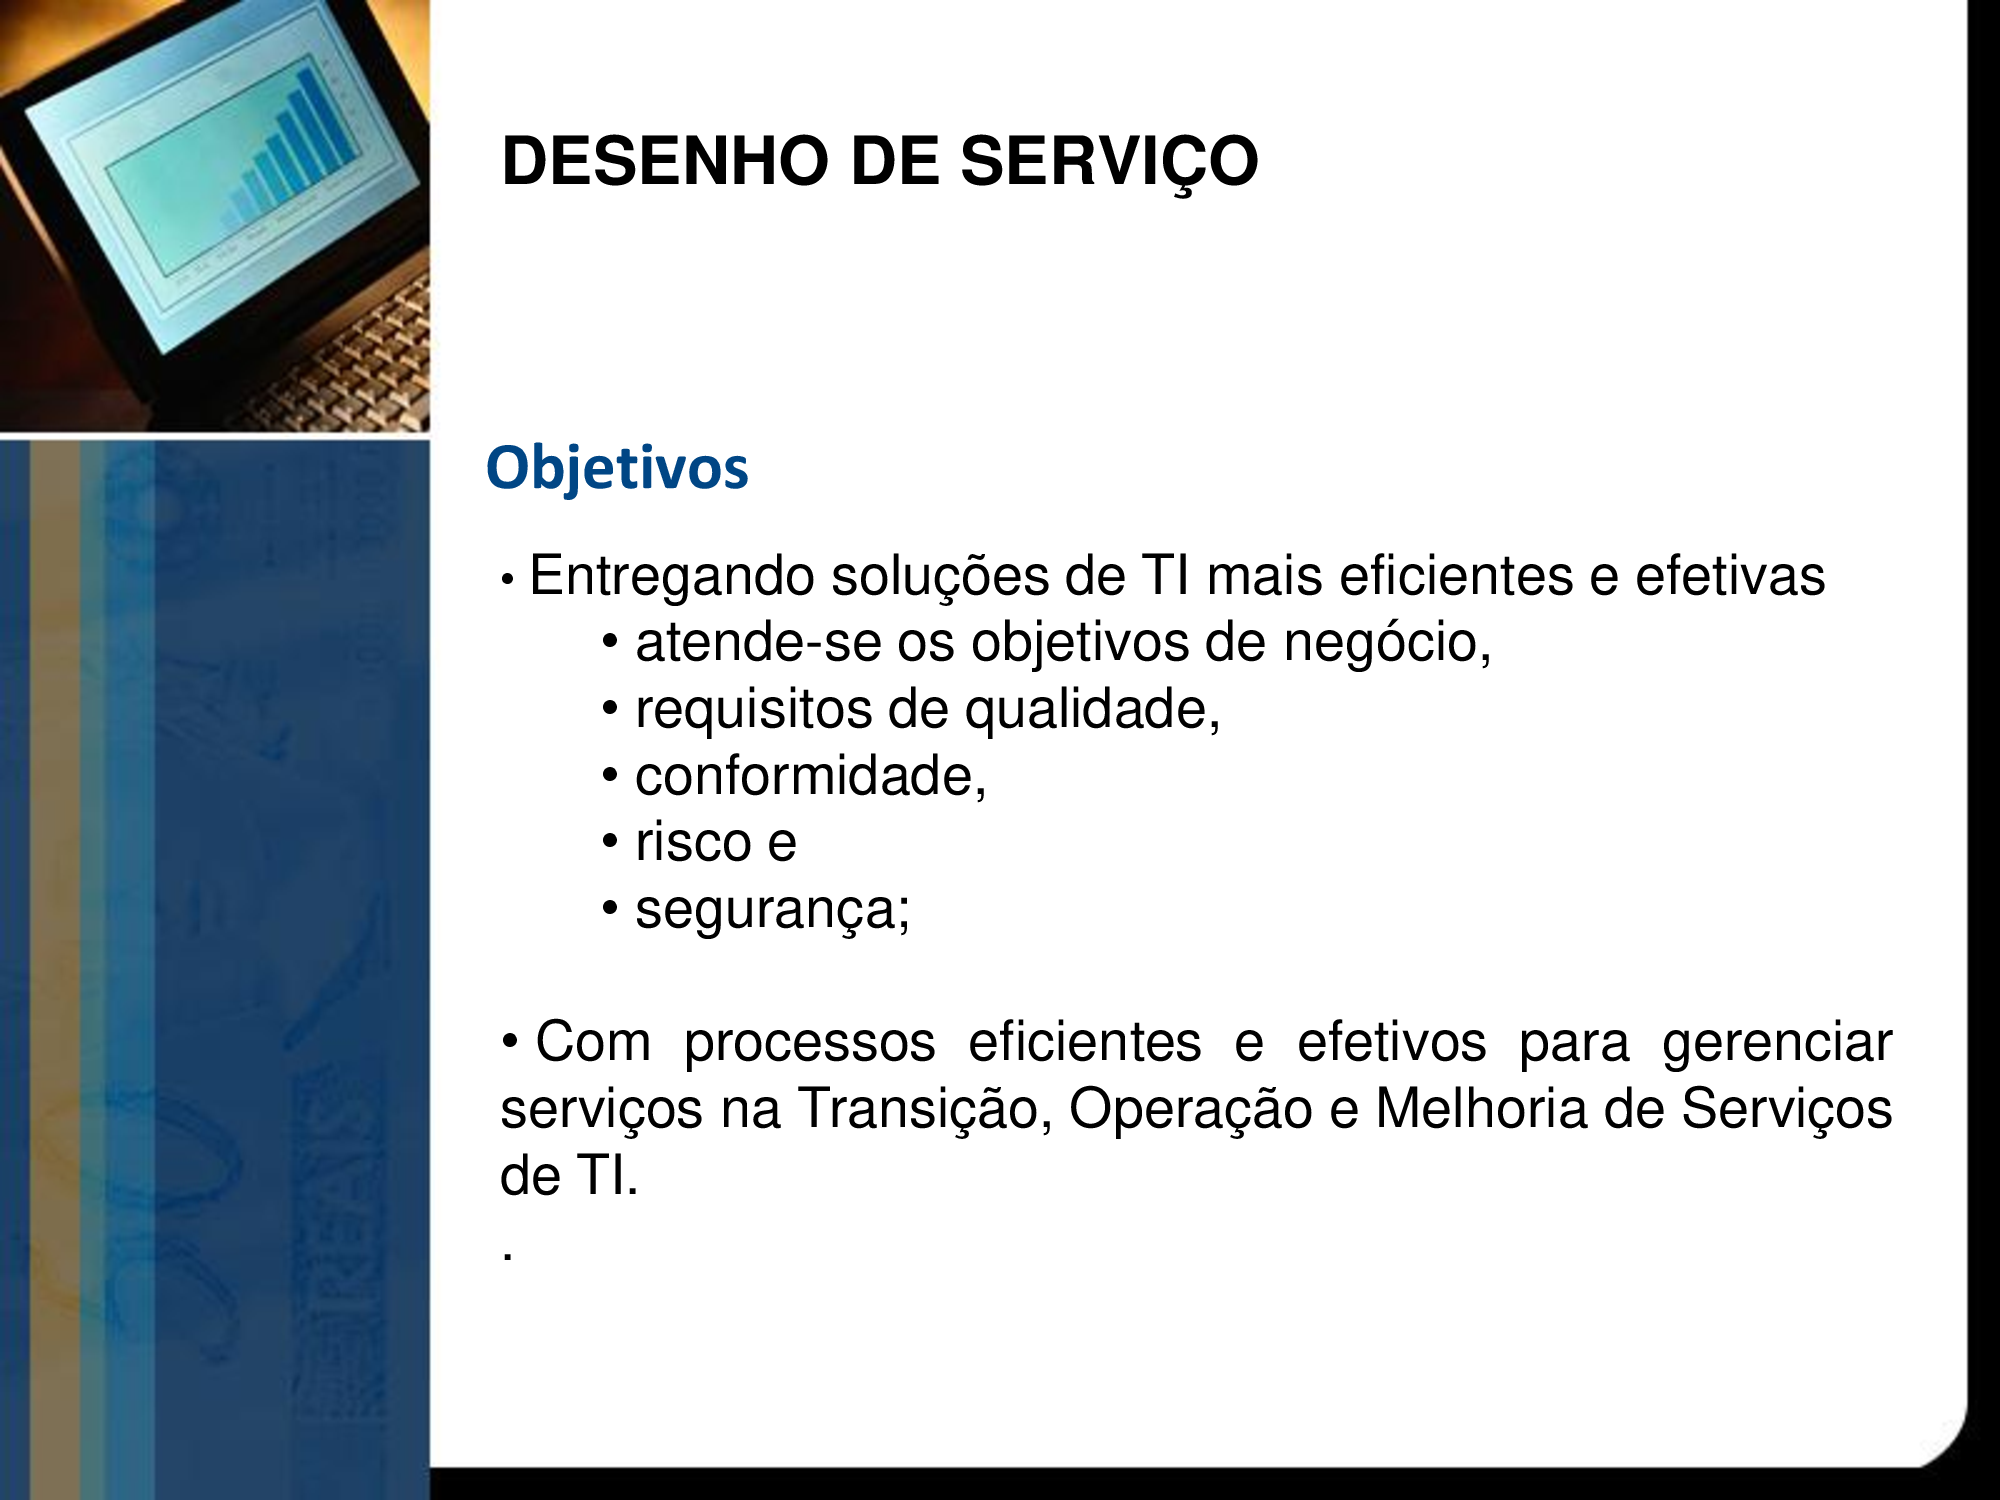 DESENHO DE SERVIÇO
Objetivos
• Entregando soluções de TI mais eficientes e efetivas
• atende-se os objetivos de negócio,
• requisitos de qualidade,
• conformidade,
• risco e
• segurança;
• Com processos eficientes e efetivos para gerenciar
serviços na Transição, Operação e Melhoria de Serviços
de TI.
.
REAIS